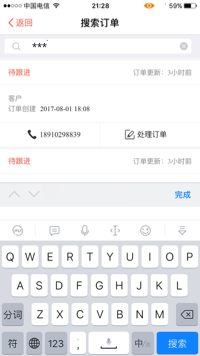 中国电信 21:28 59%
返回 搜索订单
***
待跟进 订单更新: 3小时前
客户
订单创建 2017-08-01 18:08
18910298839 处理订单
待跟进 订单更新: 3小时前
完成
Q W E R T Y U I O P
A S D F G H J K L
分词 Z X C V B N M
符 123 中/英 搜索